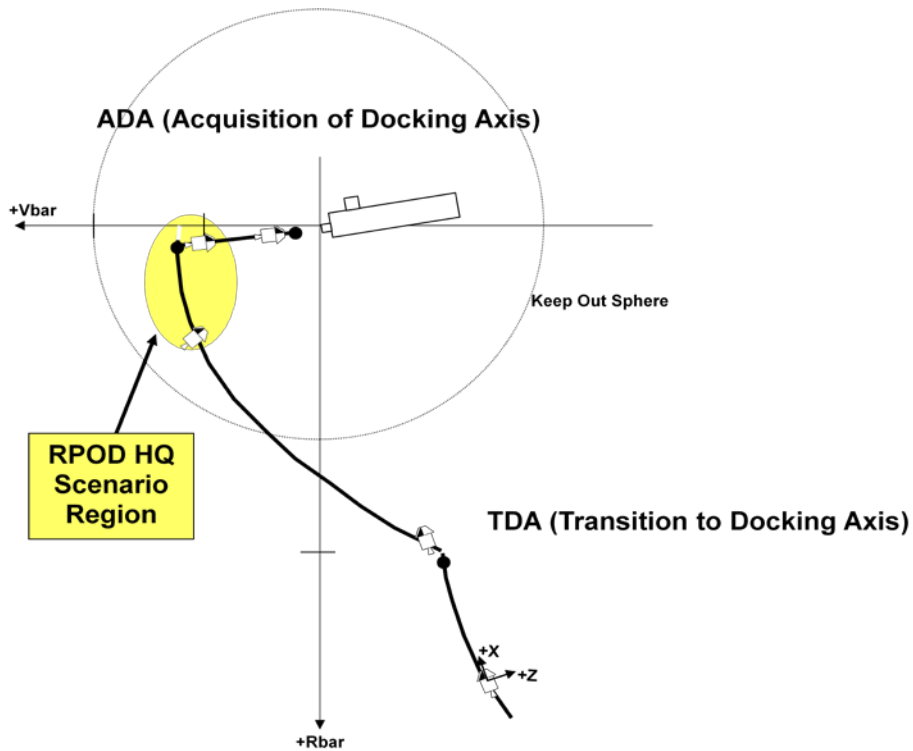 ADA (Acquisition of Docking Axis)
+Vbar
Keep Out Sphere
RPOD HQ
Scenario
Region
TDA (Transition to Docking Axis)
+X
+Z
+Rbar